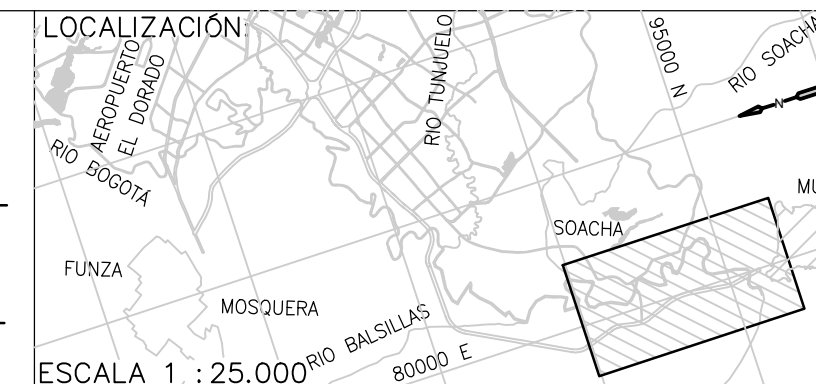 LOCALIZACIÓN:
AEROPUERTO
EL DORADO
RIO BOGOTÁ
RIO TUNJUELO
95000 N
RIO SOACHA
N
SOACHA
FUNZA
MOSQUERA
RIO BALSILLAS
80000 E
ESCALA 1 : 25.000